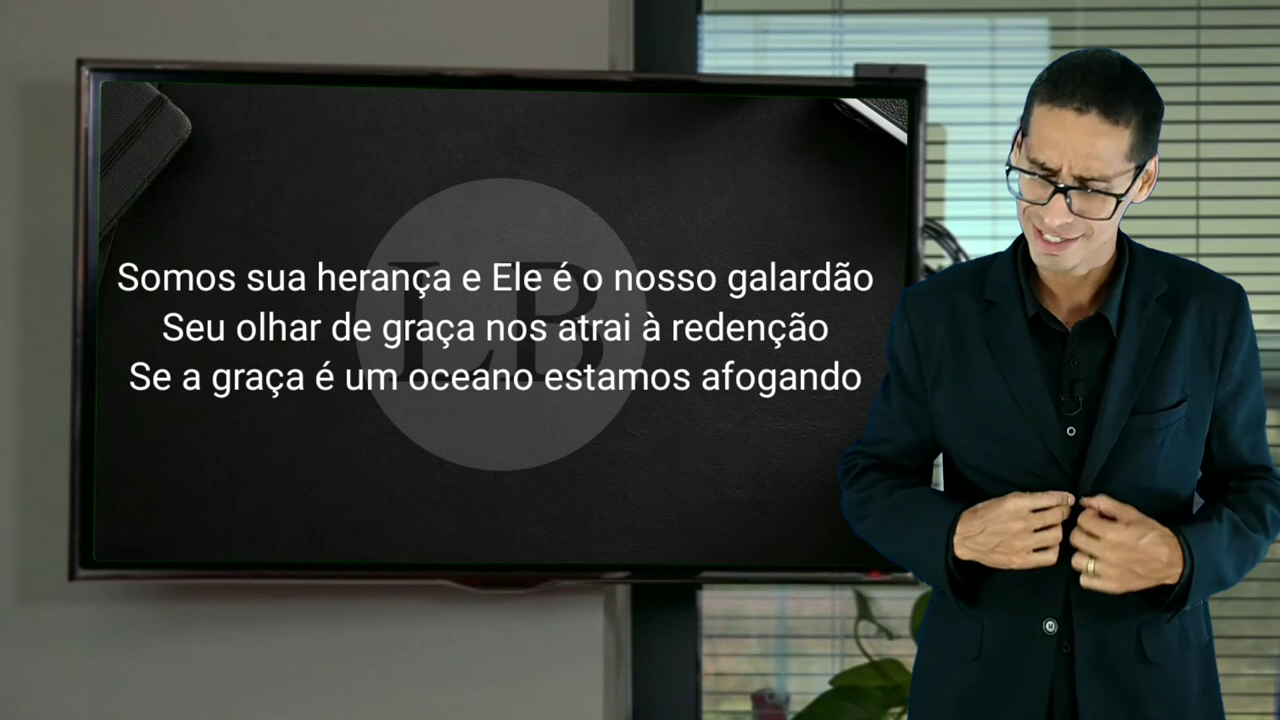 Somos sua herança e Ele é o nosso galardão
Seu olhar de graça nos atrai à redenção
Se a graça é um oceano estamos afogando
LB